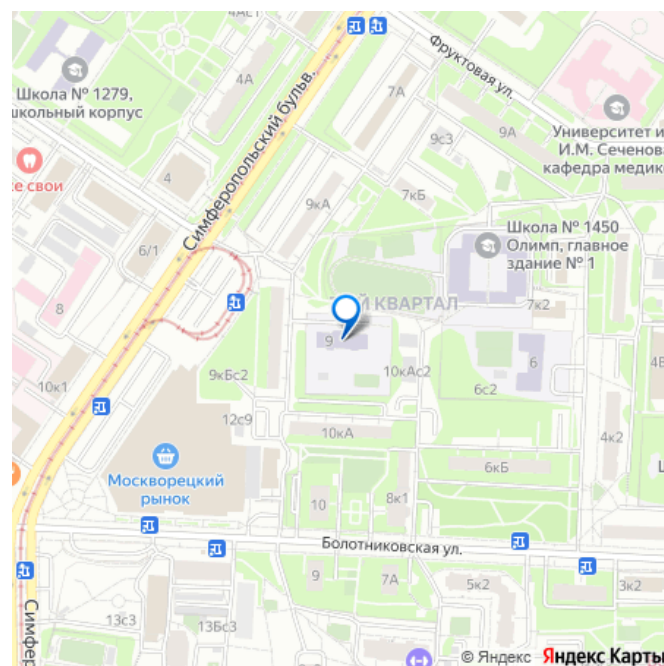 4АС1
Симферопольский бульв.
Фруктовая ул.
4А
7А
9А
9с3
Школа № 1279,
школьный корпус
Университет и
И.М. Сеченова
кафедра медик
се свои
4
9кА
7кБ
6/1
Школа № 1450
Олимп, главное
здание № 1
8
Й КВАРТАЛ
7к2
9
6
10к1
9кБс2
10кАс2
6с2
4В
12с9
10кА
4к2
Москворецкий
рынок
6кБ
10
8к1
Болотниковская ул.
9
7А
5к2
3к2
13с3
13Бс3
Симфер
© Яндекс Яндекс Карты